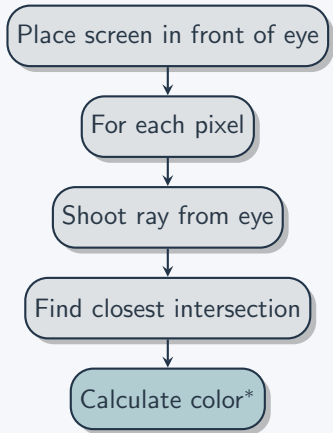 Place screen in front of eye
For each pixel
Shoot ray from eye
Find closest intersection
Calculate color*